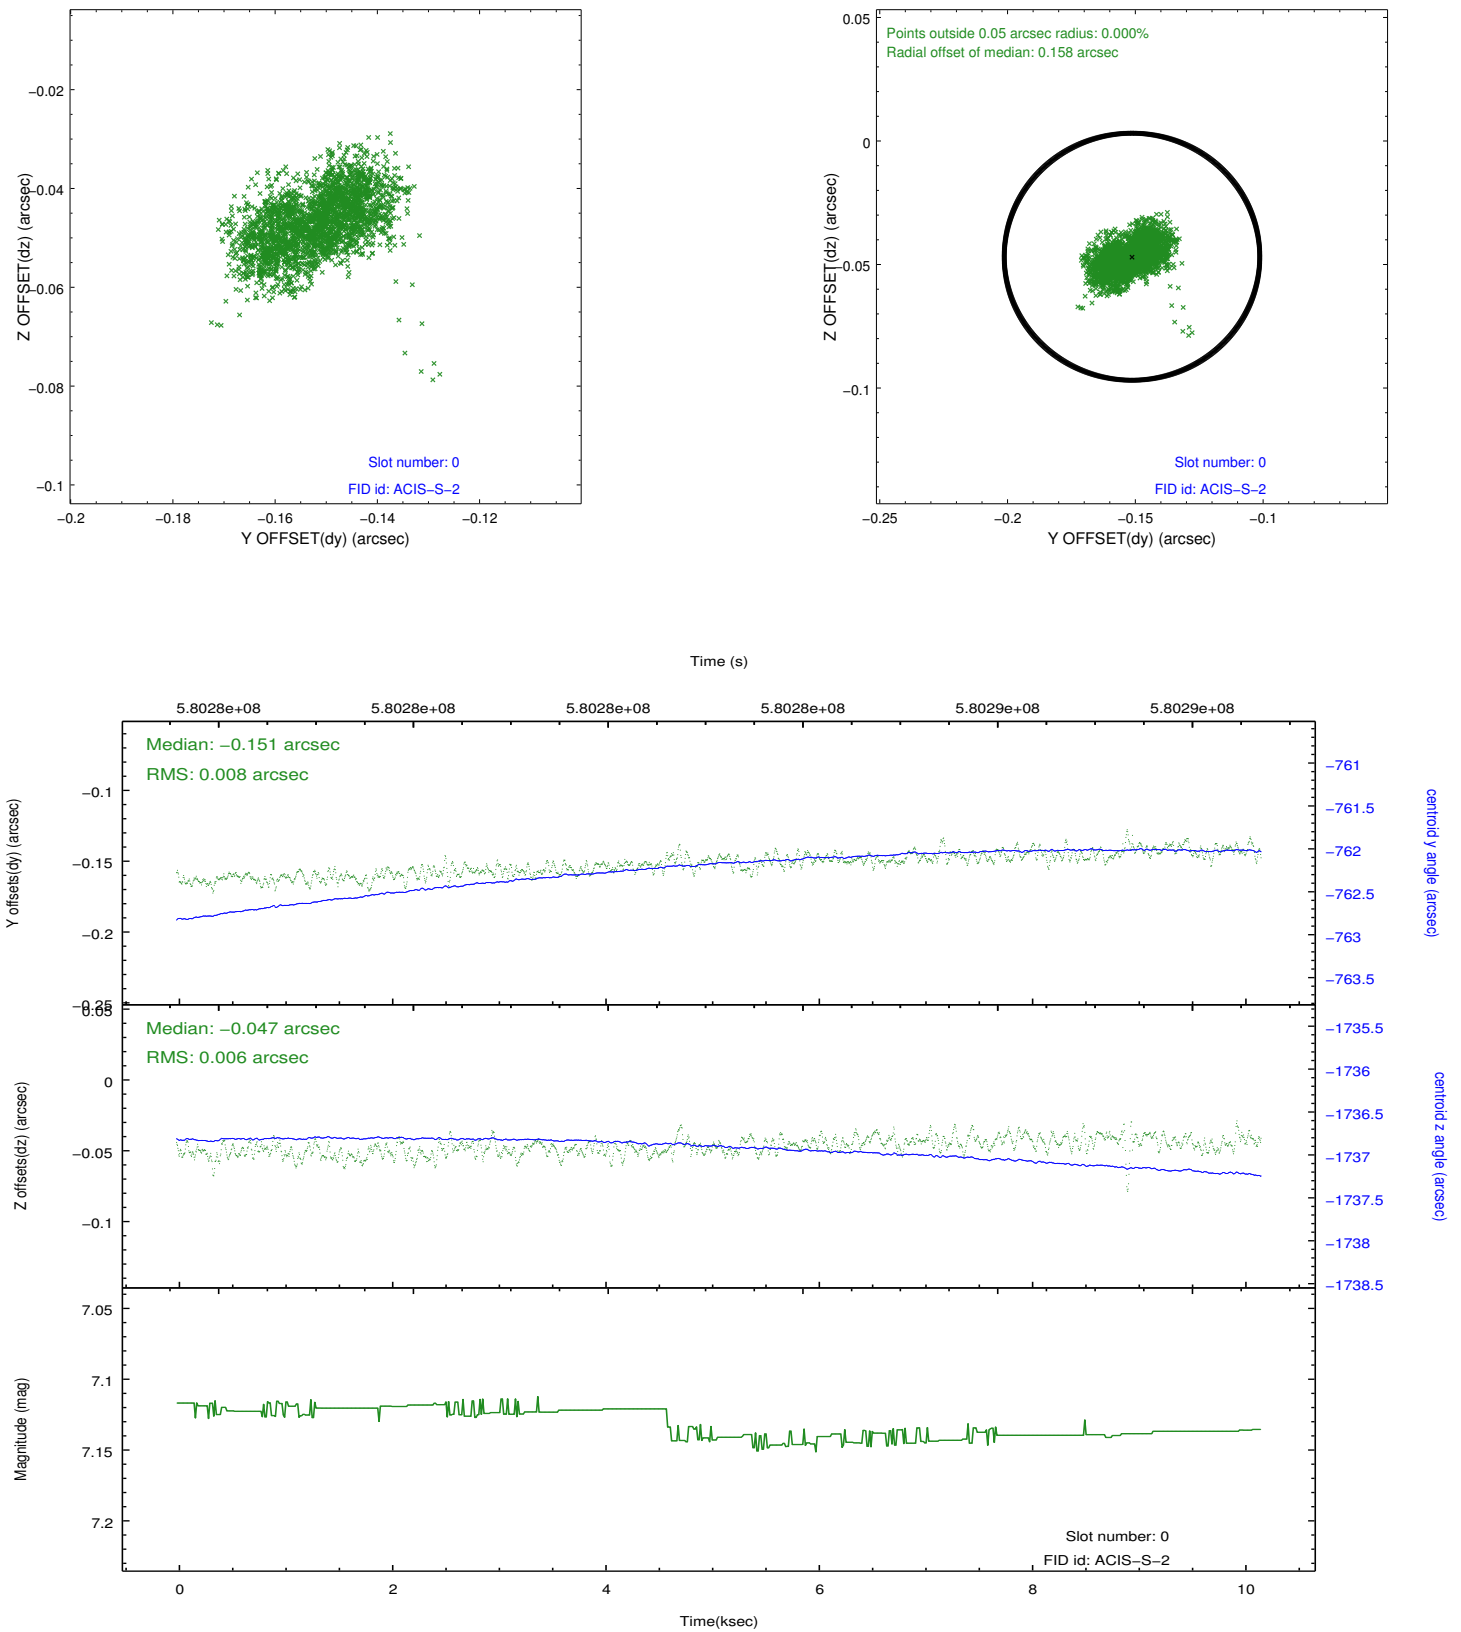 −0.02
−0.04
−0.06
−0.08
−0.1
Z OFFSET(dz) (arcsec)
Slot number: 0
FID id: ACIS−S−2
−0.2 −0.18 −0.16 −0.14 −0.12
Y OFFSET(dy) (arcsec)
Points outside 0.05 arcsec radius: 0.000%
Radial offset of median: 0.158 arcsec
0.05
0
−0.05
−0.1
Z OFFSET(dz) (arcsec)
Slot number: 0
FID id: ACIS−S−2
−0.25 −0.2 −0.15 −0.1
Y OFFSET(dy) (arcsec)
Time (s)
5.8028e+08 5.8028e+08 5.8028e+08 5.8028e+08 5.8029e+08 5.8029e+08
Median: −0.151 arcsec
RMS: 0.008 arcsec
−0.1
−0.15
−0.2
−0.25
Y offsets(dy) (arcsec)
−761
−761.5
−762
−762.5
−763
−763.5
centroid y angle (arcsec)
Median: −0.047 arcsec
RMS: 0.006 arcsec
0.05
0
−0.05
−0.1
Z offsets(dz) (arcsec)
−1735.5
−1736
−1736.5
−1737
−1737.5
−1738
−1738.5
centroid z angle (arcsec)
7.05
7.1
7.15
7.2
Magnitude (mag)
Slot number: 0
FID id: ACIS−S−2
0 2 4 6 8 10
Time(ksec)